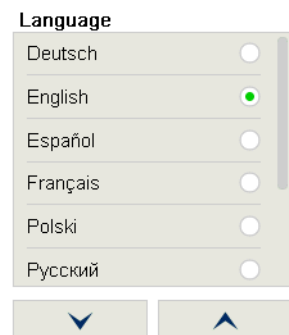 Language
Deutsch
English
Español
Français
Polski
Русский